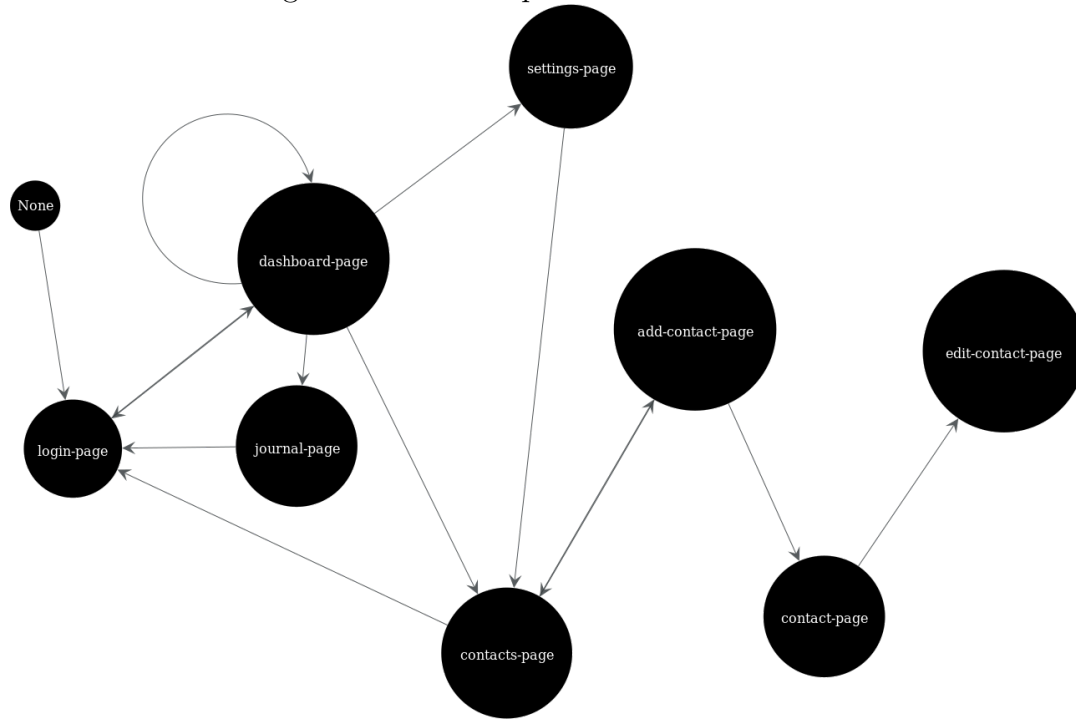 settings-page
None
dashboard-page
add-contact-page
edit-contact-page
login-page
journal-page
contact-page
contacts-page